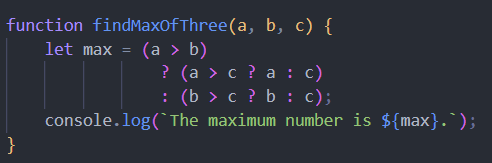 function findMaxOfThree(a, b, c) {
    let max = (a > b)
                ? (a > c ? a : c)
                : (b > c ? b : c);
    console.log(`The maximum number is ${max}.`);
}